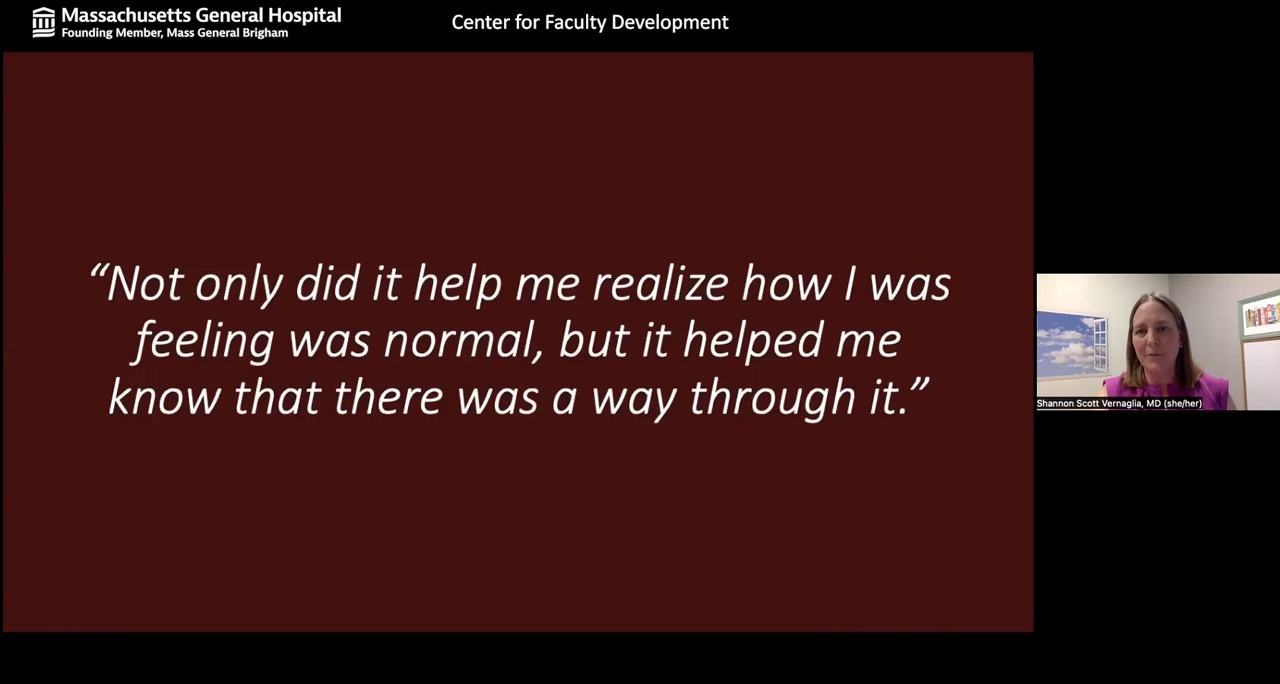 Massachusetts General Hospital
Founding Member, Mass General Brigham
Center for Faculty Development
“Not only did it help me realize how I was
feeling was normal, but it helped me
know that there was a way through it.”
Shannon Scott Vernaglia, MD (she/her)